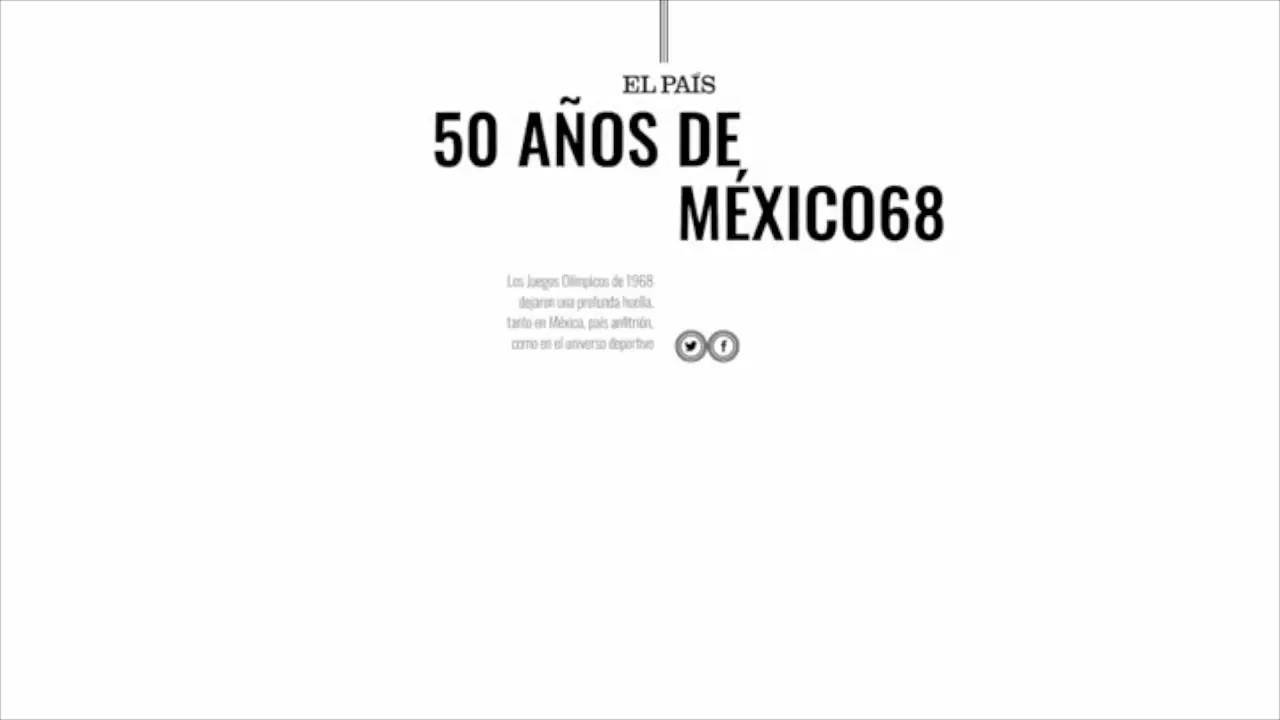 EL PAÍS
50 AÑOS DE
MÉXICO68
Los Juegos Olímpicos de 1968
dejaron una profunda huella,
tanto en México, país anfitrión,
como en el universo deportivo